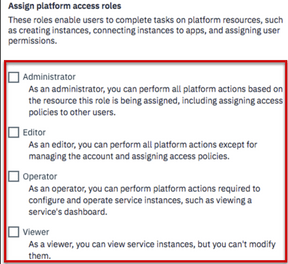 Assign platform access roles
These roles enable users to complete tasks on platform resources, such
as creating instances, connecting instances to apps, and assigning user
permissions.
Administrator
As an administrator, you can perform all platform actions based on
the resource this role is being assigned, including assigning access
policies to other users.
Editor
As an editor, you can perform all platform actions except for
managing the account and assigning access policies.
Operator
As an operator, you can perform platform actions required to
configure and operate service instances, such as viewing a
service's dashboard.
Viewer
As a viewer, you can view service instances, but you can't modify
them.